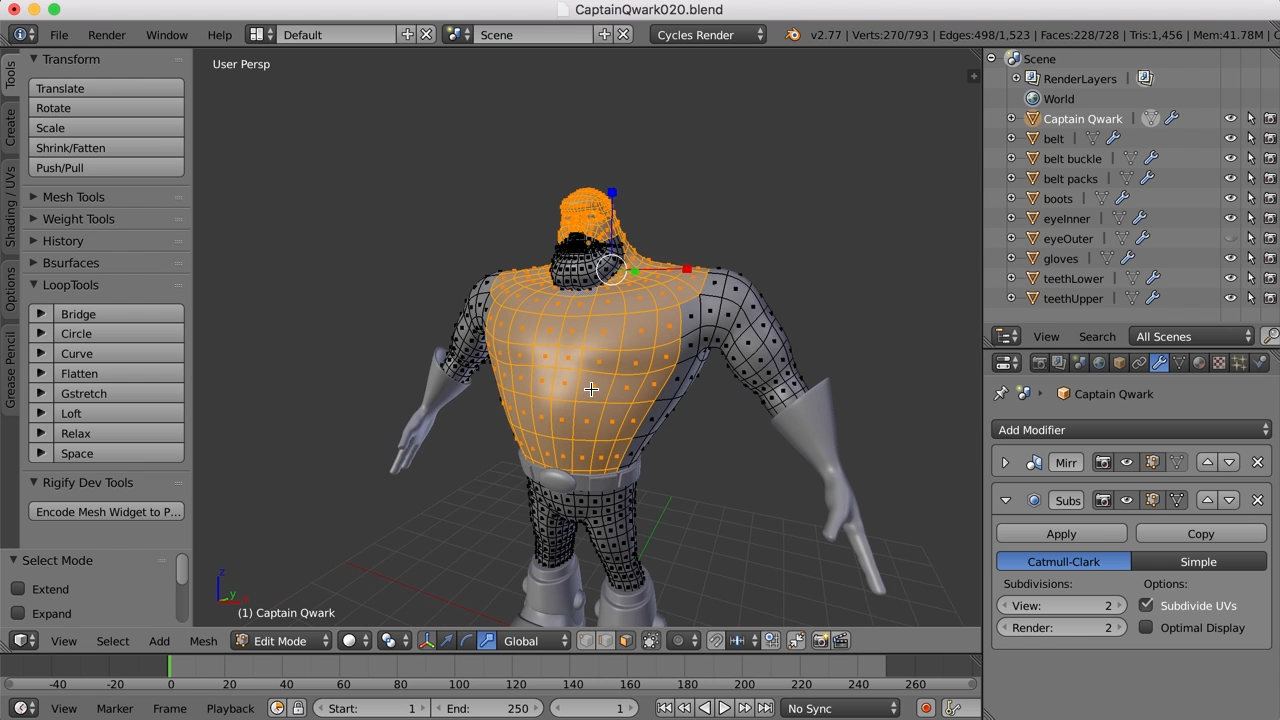 CaptainQwark020.blend
File Render Window Help Default Scene Cycles Render v2.77 | Verts:270/793 | Edges:498/1,523 | Faces:228/728 | Tris:1,456 | Mem:41.78M |
Tools
Create
Shading / UVs
Options
Grease Pencil
Transform
Translate
Rotate
Scale
Shrink/Fatten
Push/Pull
Mesh Tools
Weight Tools
History
Bsurfaces
LoopTools
Bridge
Circle
Curve
Flatten
Gstretch
Loft
Relax
Space
Rigify Dev Tools
Encode Mesh Widget to P...
Select Mode
Extend
Expand
User Persp
z
y
(1) Captain Qwark
View Select Add Mesh Edit Mode Global
-40 -20 0 20 40 60 80 100 120 140 160 180 200 220 240 260
View Marker Frame Playback Start: 1 End: 250 1 No Sync
Scene
RenderLayers
World
Captain Qwark
belt
belt buckle
belt packs
boots
eyeInner
eyeOuter
gloves
teethLower
teethUpper
View Search All Scenes
Captain Qwark
Add Modifier
Mirr
Subs
Apply Copy
Catmull-Clark Simple
Subdivisions: Options:
View: 2 Subdivide UVs
Render: 2 Optimal Display